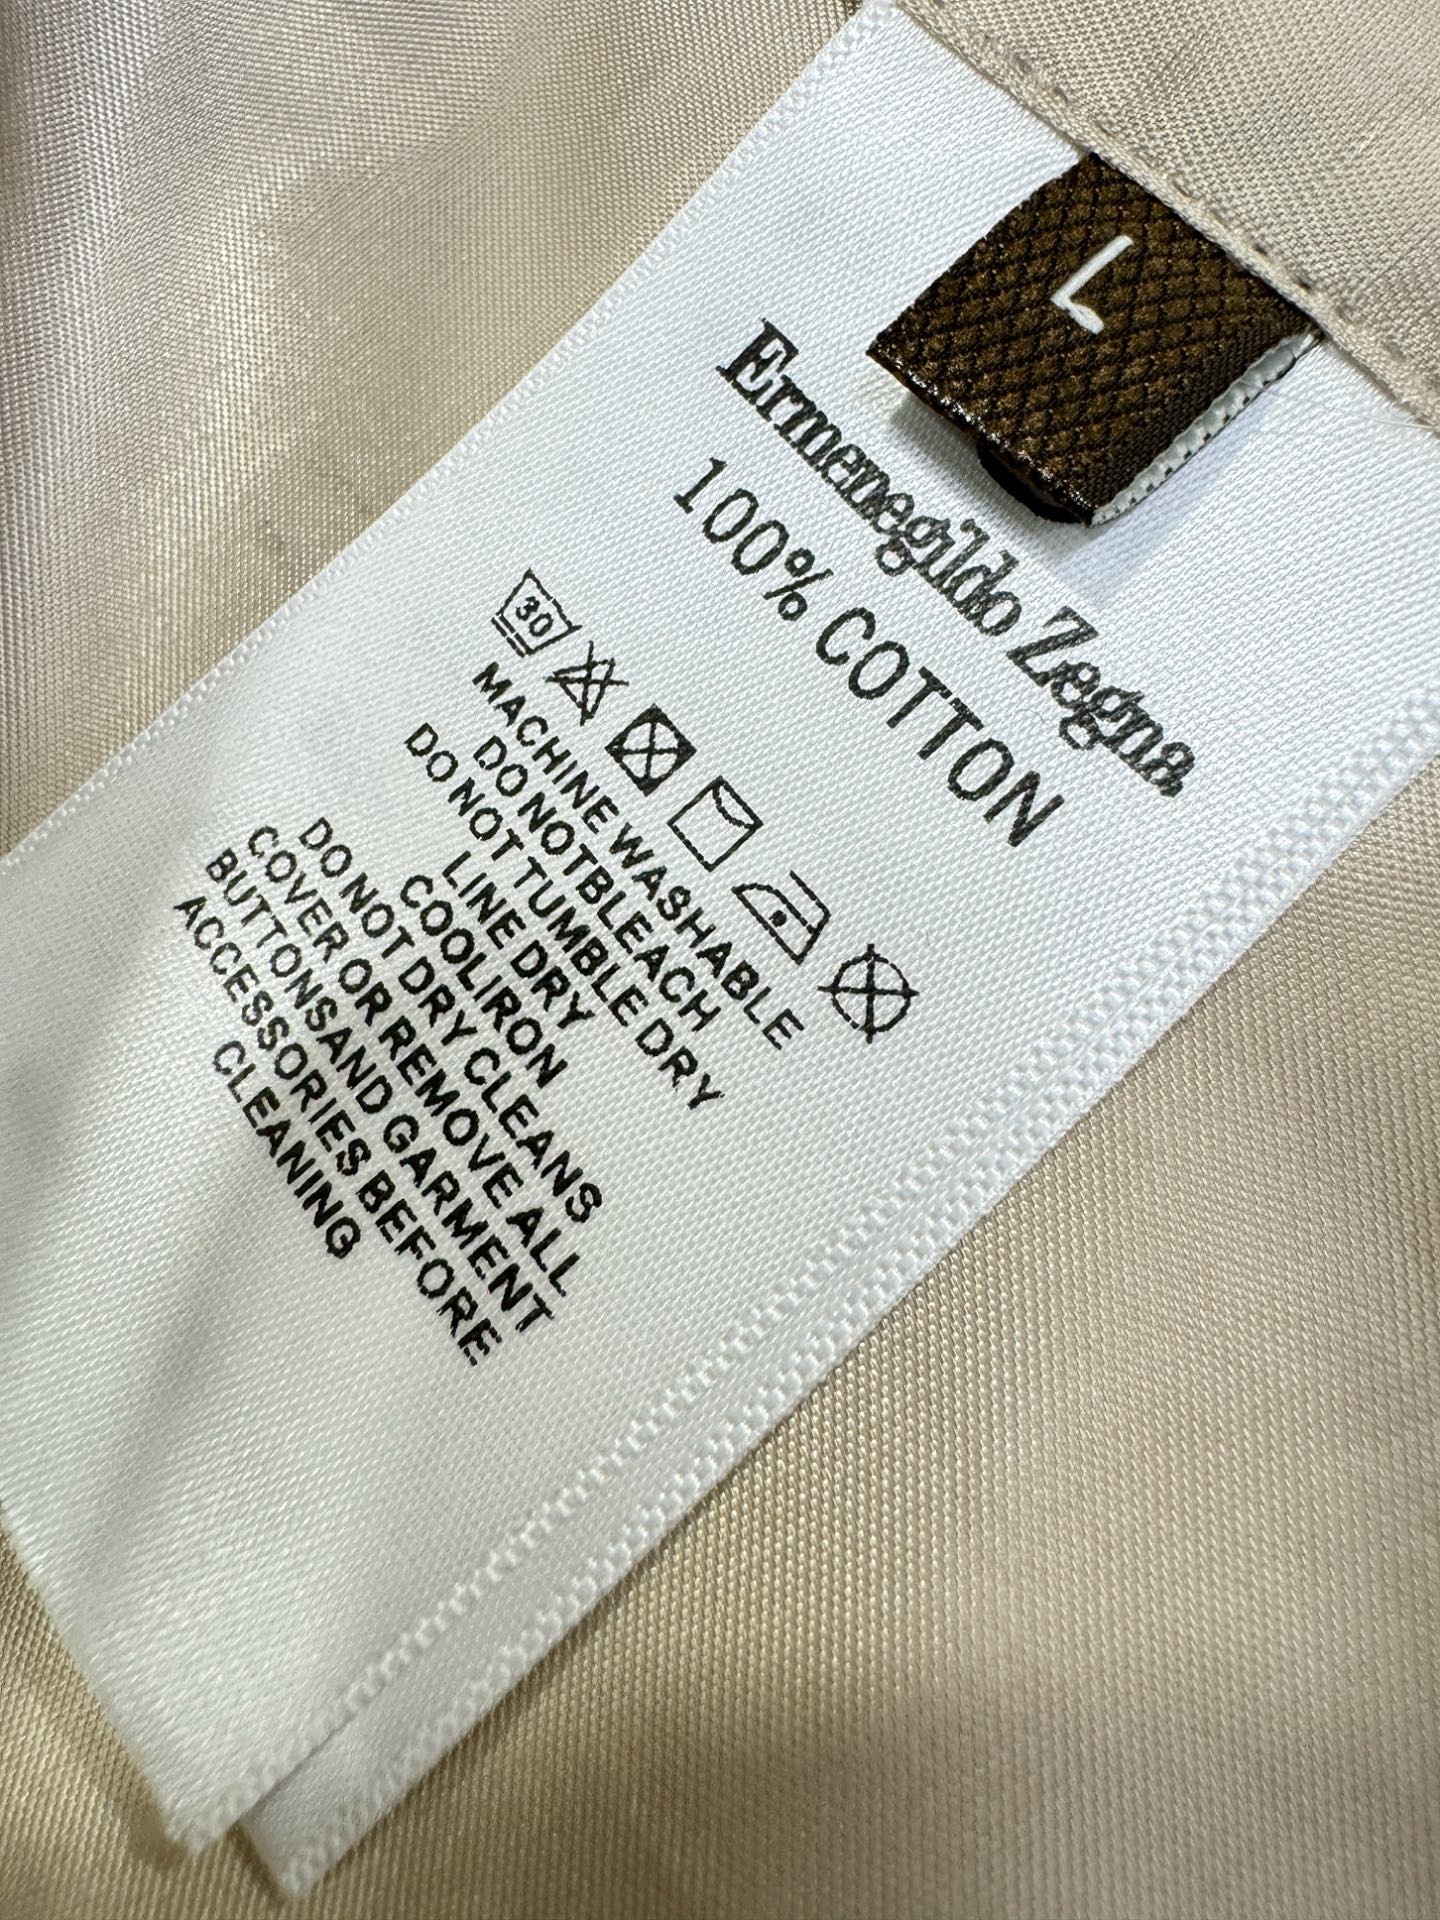 L
Ermenegildo Zegna
100% COTTON
30
MACHINE WASHABLE
DO NOTBLEACH
DO NOT TUMBLE DRY
LINE DRY
COOLIRON
DO NOT DRY CLEANS
COVER OR REMOVE ALL
BUTTONSAND GARMENT
ACCESSORIES BEFORE
CLEANING